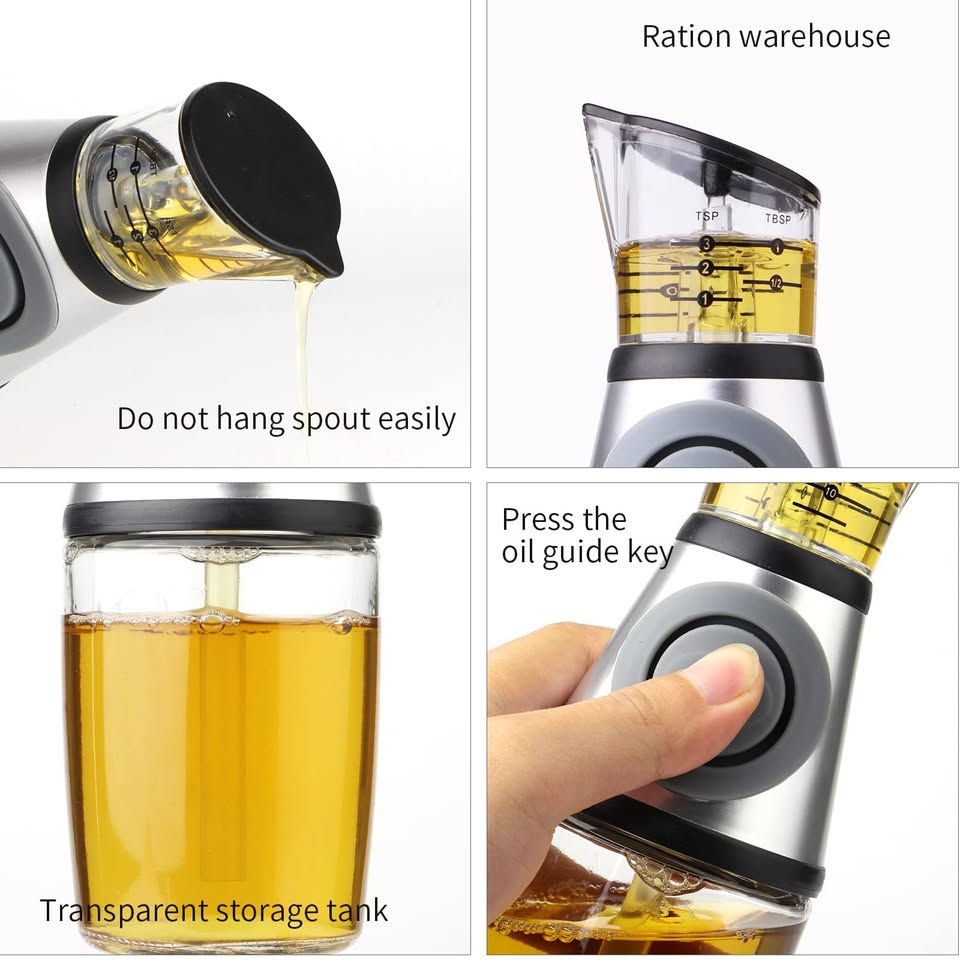 Ration warehouse
TSP
TBSP
3
1
2
1/2
1
Do not hang spout easily
10
Press the
oil guide key
Transparent storage tank